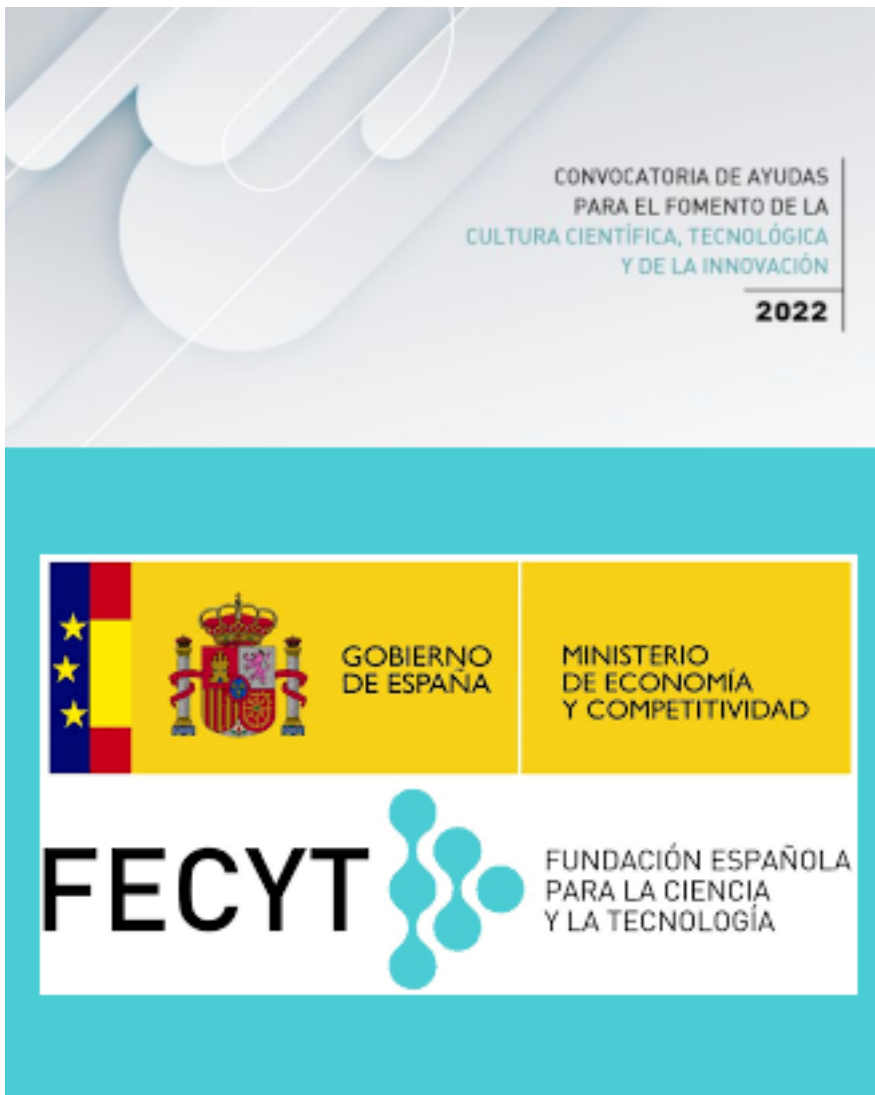 CONVOCATORIA DE AYUDAS
PARA EL FOMENTO DE LA
CULTURA CIENTÍFICA, TECNOLÓGICA
Y DE LA INNOVACIÓN
2022
GOBIERNO
DE ESPAÑA
MINISTERIO
DE ECONOMÍA
Y COMPETITIVIDAD
FECYT
FUNDACIÓN ESPAÑOLA
PARA LA CIENCIA
Y LA TECNOLOGÍA